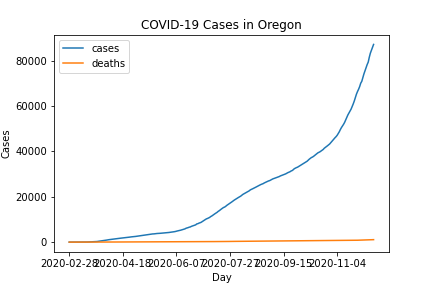 COVID-19 Cases in Oregon
cases
deaths
80000
60000
40000
20000
0
Cases
2020-02-28 2020-04-18 2020-06-07 2020-07-27 2020-09-15 2020-11-04
Day